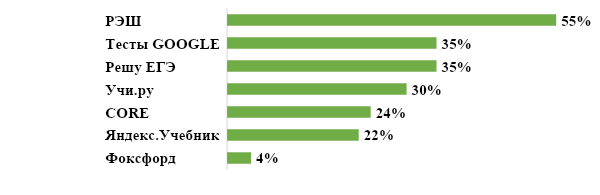 РЭШ 55%
Тесты GOOGLE 35%
Решу ЕГЭ 35%
Учи.ру 30%
CORE 24%
Яндекс.Учебник 22%
Фоксфорд 4%